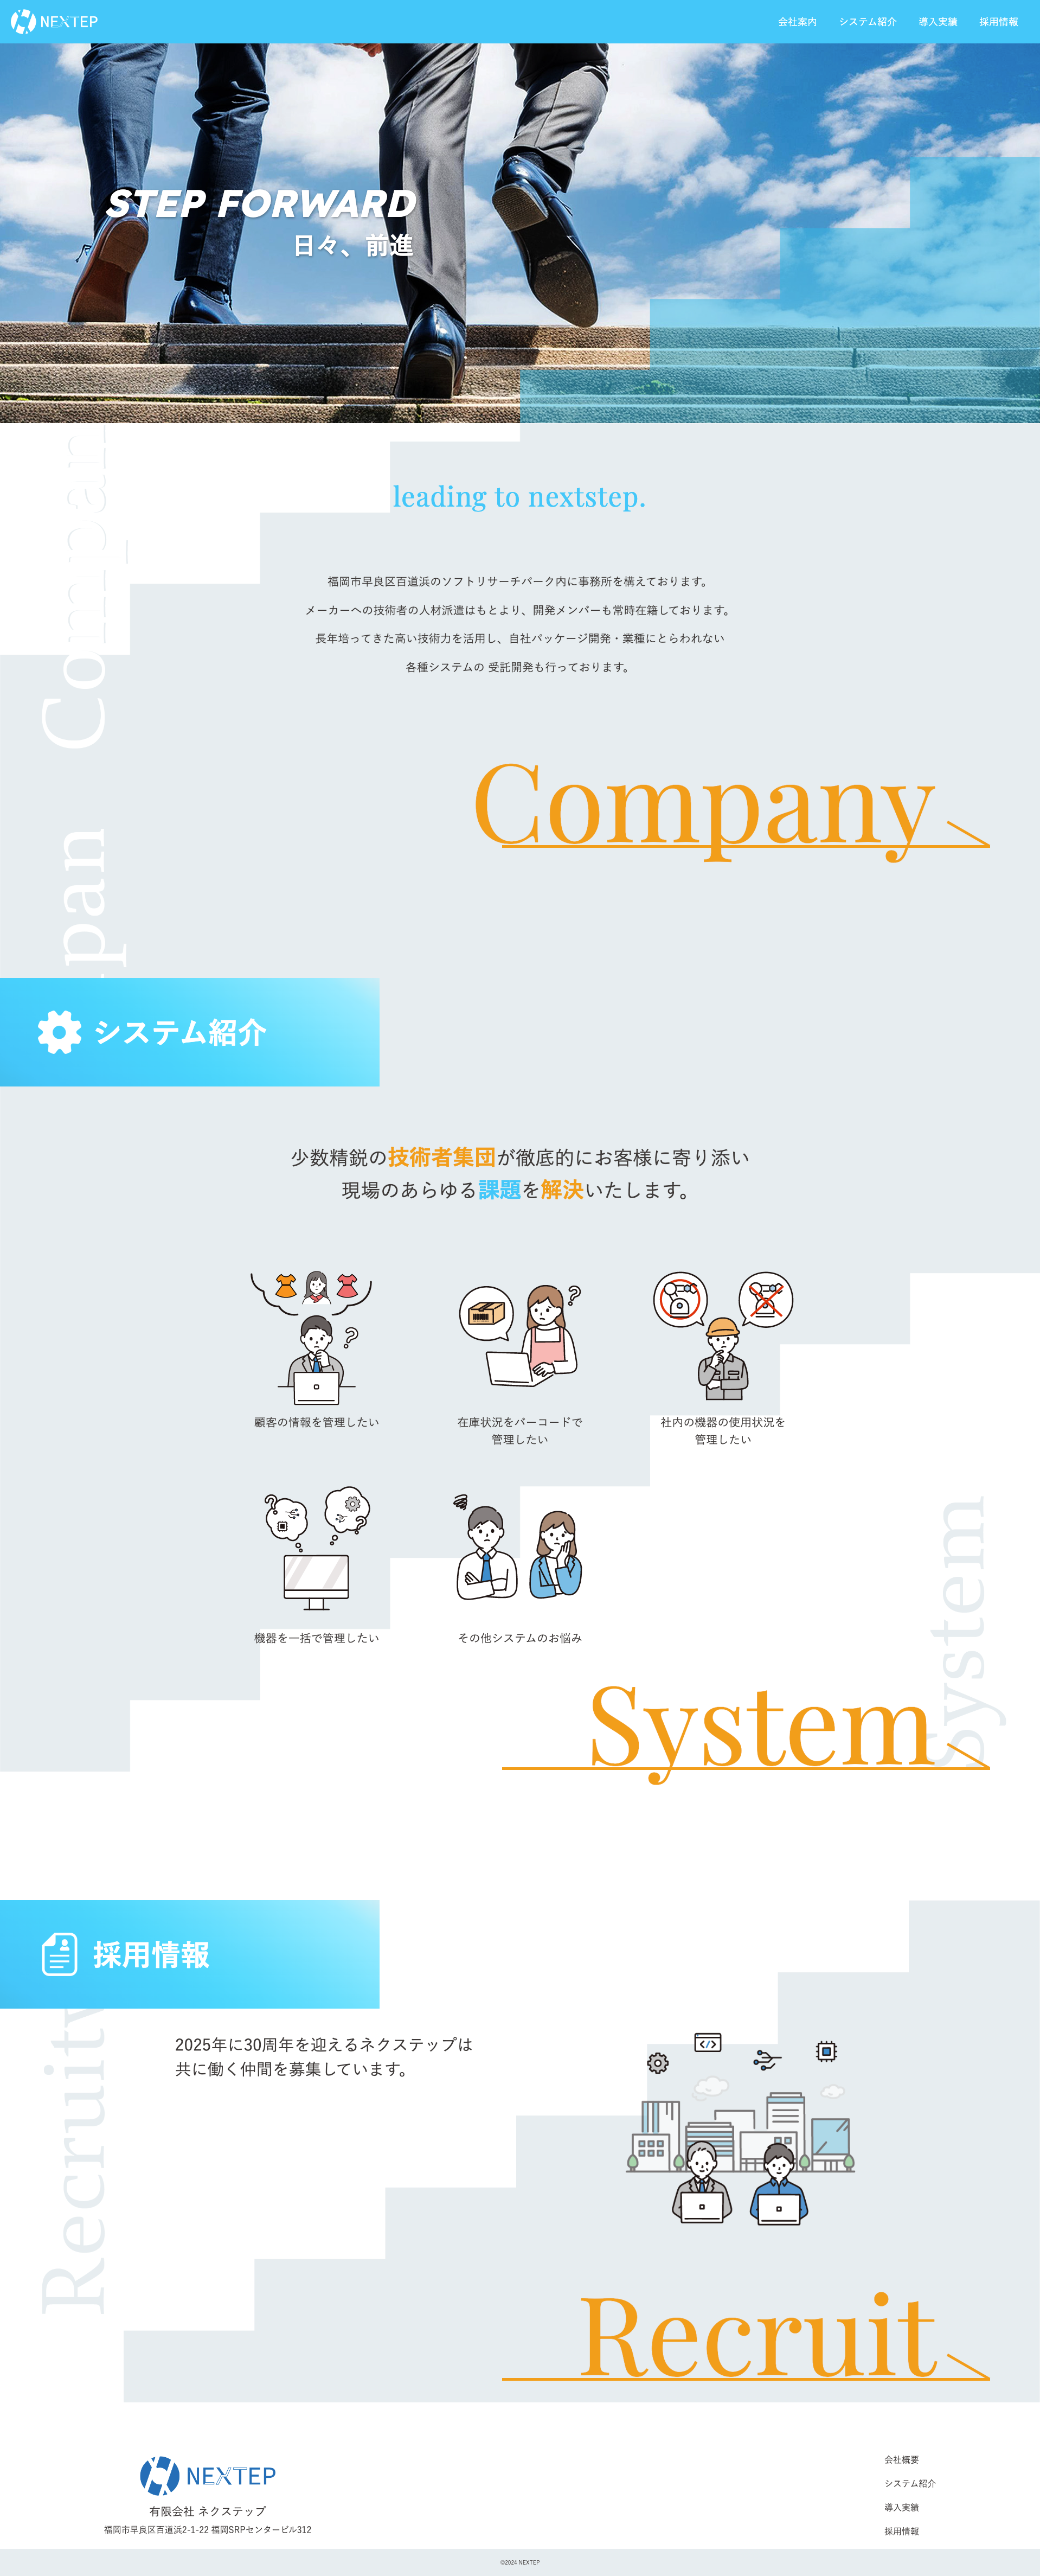 NEXTEP
会社案内
システム紹介
導入実績
採用情報
STEP FORWARD
日々、前進
leading to nextstep.
福岡市早良区百道浜のソフトリサーチパーク内に事務所を構えております。
メーカーへの技術者の人材派遣はもとより、開発メンバーも常時在籍しております。
長年培ってきた高い技術力を活用し、自社パッケージ開発・業種にとらわれない
各種システムの 受託開発も行っております。
Compan
Company
pan
システム紹介
少数精鋭の技術者集団が徹底的にお客様に寄り添い
現場のあらゆる課題を解決いたします。
顧客の情報を管理したい
在庫状況をバーコードで
管理したい
社内の機器の使用状況を
管理したい
機器を一括で管理したい
その他システムのお悩み
System
System
採用情報
2025年に30周年を迎えるネクステップは
共に働く仲間を募集しています。
Recruit
Recruit
NEXTEP
有限会社 ネクステップ
福岡市早良区百道浜2-1-22 福岡SRPセンタービル312
会社概要
システム紹介
導入実績
採用情報
©2024 NEXTEP